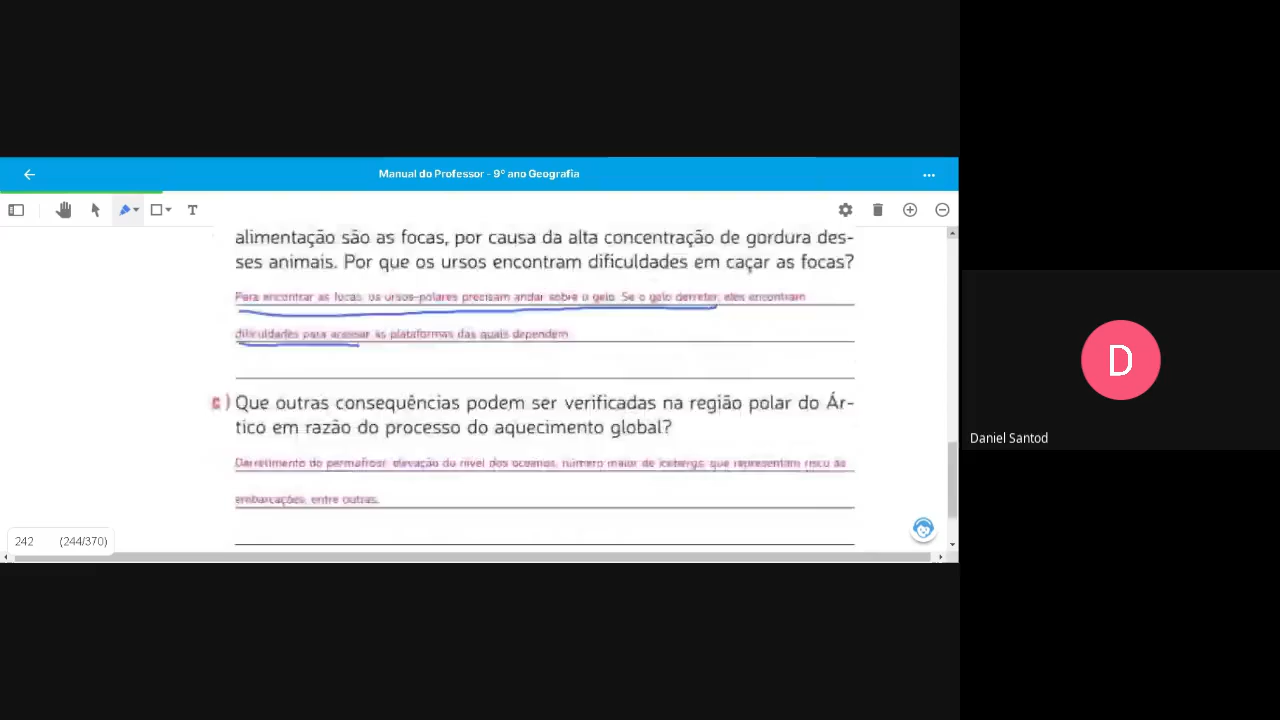 Manual do Professor - 9º ano Geografia
T
alimentação são as focas, por causa da alta concentração de gordura des-
ses animais. Por que os ursos encontram dificuldades em caçar as focas?
Para encontrar as focas, os ursos-polares precisam andar sobre o gelo. Se o gelo derreter, eles encontram
dificuldades para acessar as plataformas das quais dependem.
c) Que outras consequências podem ser verificadas na região polar do Ár-
tico em razão do processo do aquecimento global?
Derretimento do permafrost, elevação do nível dos oceanos, número maior de icebergs, que representam risco às
embarcações, entre outras.
242 (244/370)
D
Daniel Santod